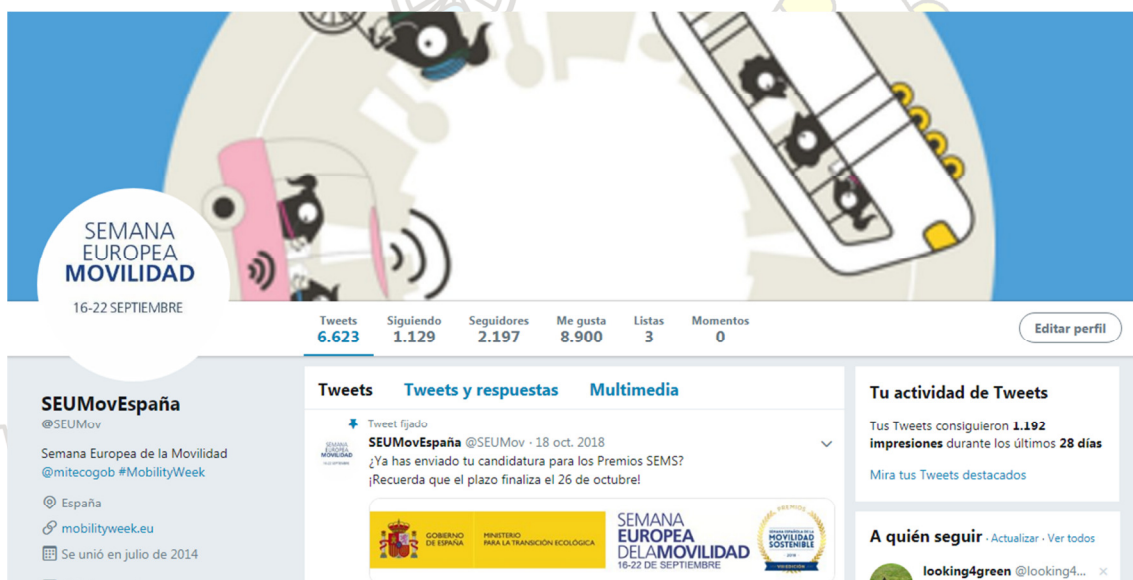 SEMANA
EUROPEA
MOVILIDAD
16-22 SEPTIEMBRE
Tweets Siguiendo Seguidores Me gusta Listas Momentos
6.623 1.129 2.197 8.900 3 0
Editar perfil
SEUMovEspaña
@SEUMov
Semana Europea de la Movilidad
@mitecogob #MobilityWeek
España
mobilityweek.eu
Se unió en julio de 2014
Tweets Tweets y respuestas Multimedia
Tweet fijado
SEMANA
EUROPEA
MOVILIDAD
SEUMovEspaña @SEUMov · 18 oct. 2018
¿Ya has enviado tu candidatura para los Premios SEMS?
¡Recuerda que el plazo finaliza el 26 de octubre!
GOBIERNO
DE ESPAÑA
MINISTERIO
PARA LA TRANSICIÓN ECOLÓGICA
SEMANA
EUROPEA
DELAMOVILIDAD
16-22 DE SEPTIEMBRE
PREMIOS
MOVILIDAD
SOSTENIBLE
Tu actividad de Tweets
Tus Tweets consiguieron 1.192
impresiones durante los últimos 28 días
Mira tus Tweets destacados
A quién seguir · Actualizar · Ver todos
looking4green @looking4...